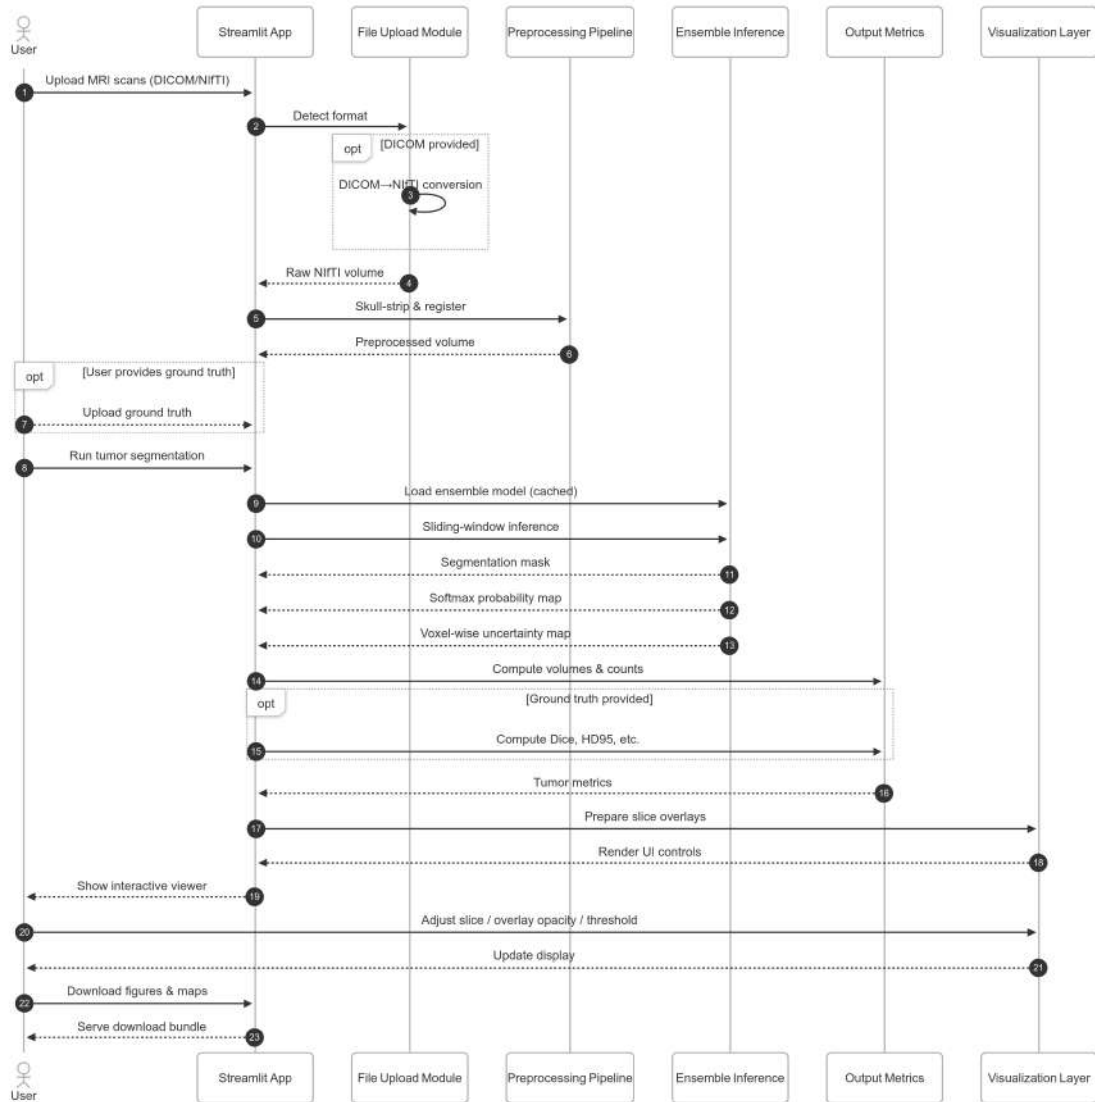 User
Streamlit App
File Upload Module
Preprocessing Pipeline
Ensemble Inference
Output Metrics
Visualization Layer
1
Upload MRI scans (DICOM/NIfTI)
2
Detect format
opt
[DICOM provided]
DICOM→NIfTI conversion
3
Raw NIfTI volume
4
5
Skull-strip & register
Preprocessed volume
6
opt
[User provides ground truth]
7
Upload ground truth
8
Run tumor segmentation
9
Load ensemble model (cached)
10
Sliding-window inference
Segmentation mask
11
Softmax probability map
12
Voxel-wise uncertainty map
13
14
Compute volumes & counts
opt
[Ground truth provided]
15
Compute Dice, HD95, etc.
Tumor metrics
16
17
Prepare slice overlays
Render UI controls
18
Show interactive viewer
19
20
Adjust slice / overlay opacity / threshold
Update display
21
22
Download figures & maps
Serve download bundle
23
User
Streamlit App
File Upload Module
Preprocessing Pipeline
Ensemble Inference
Output Metrics
Visualization Layer